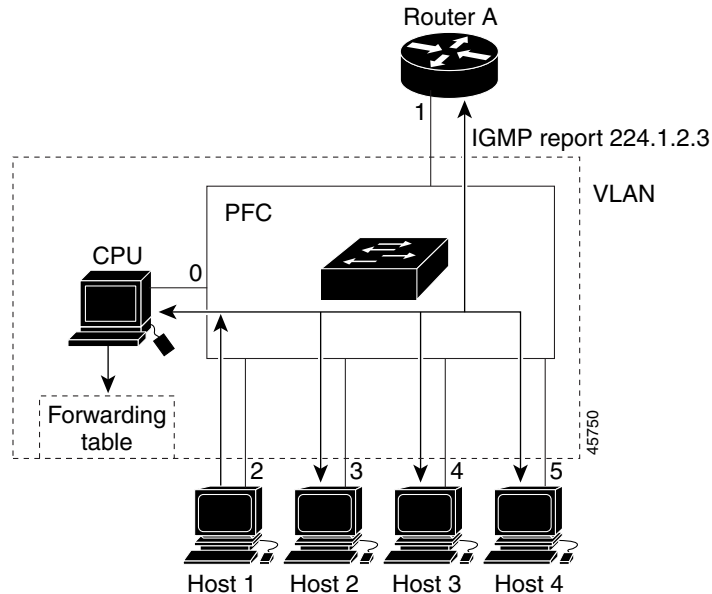 Router A
1
IGMP report 224.1.2.3
VLAN
PFC
CPU
0
Forwarding
table
45750
2
3
4
5
Host 1
Host 2
Host 3
Host 4